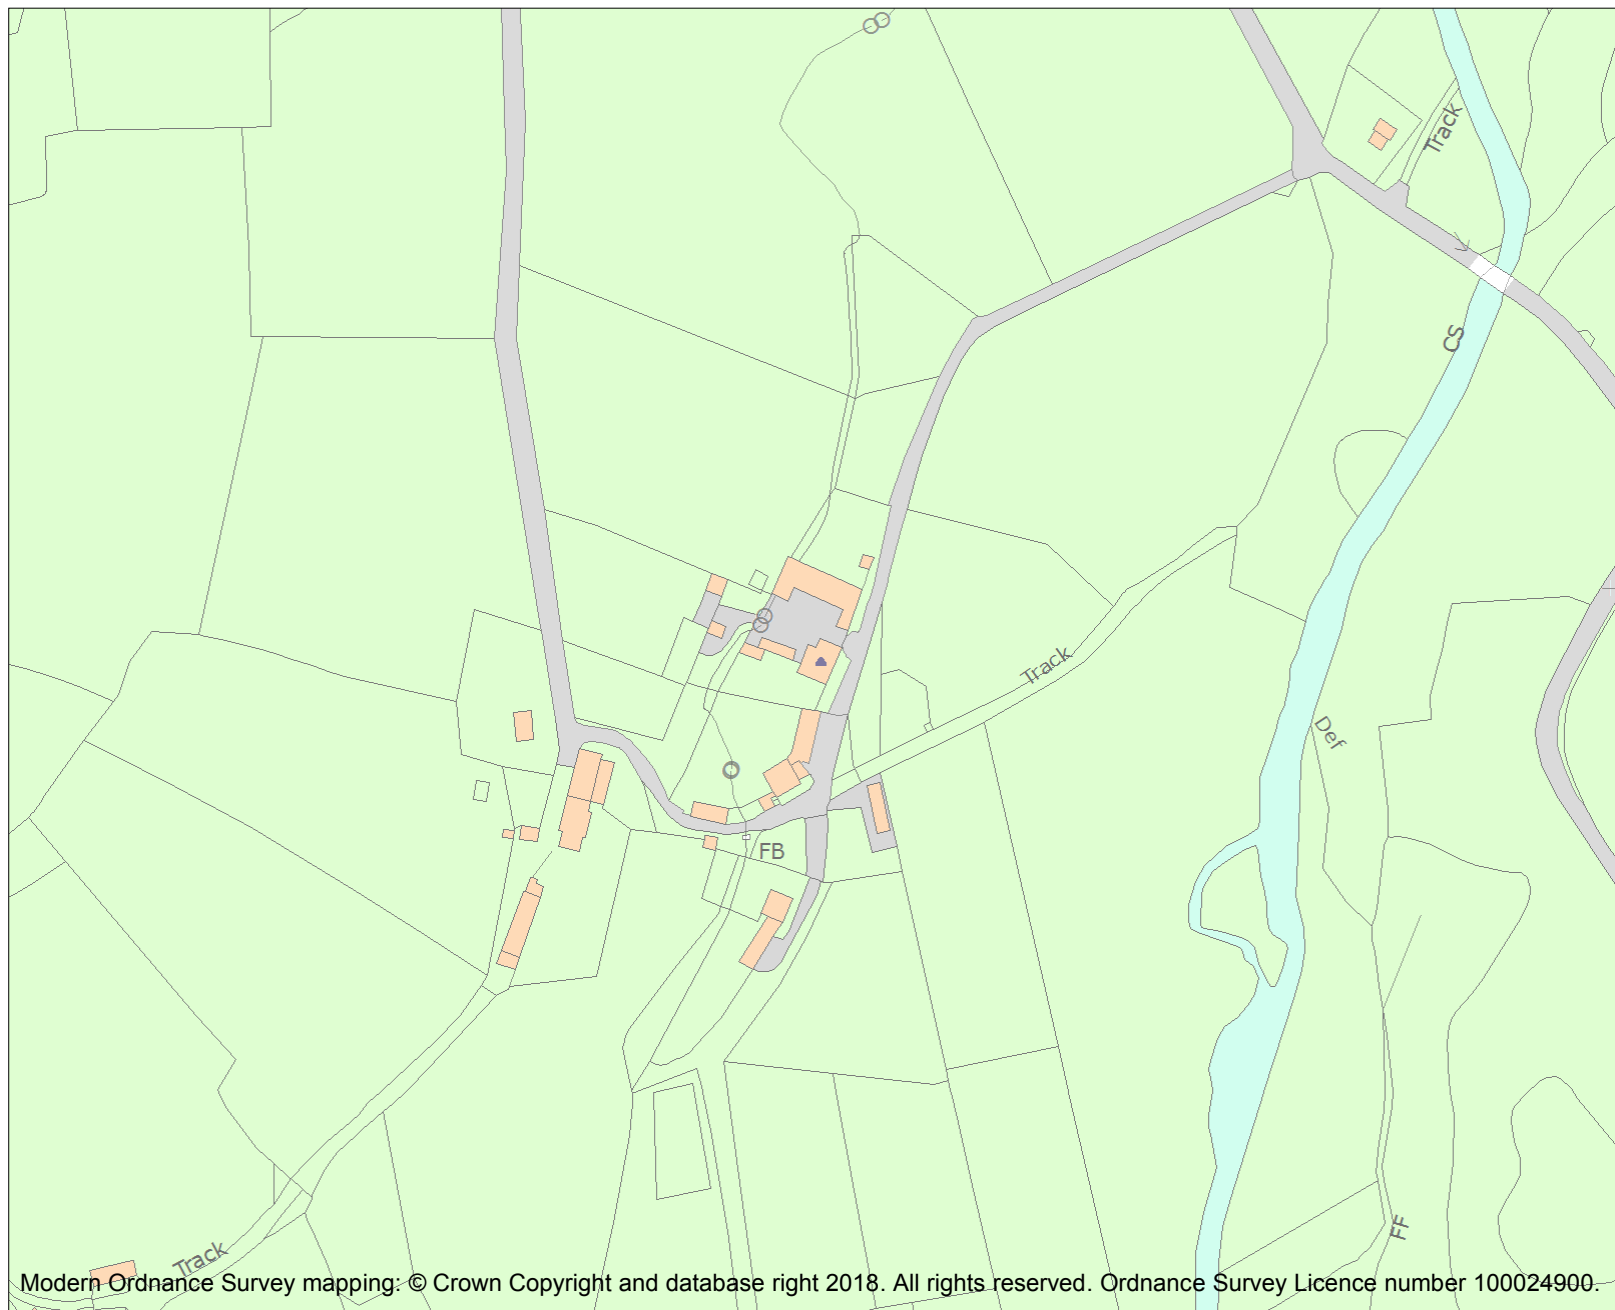 Track
CS
Track
Def
FB
FF
Track
Modern Ordnance Survey mapping: © Crown Copyright and database right 2018. All rights reserved. Ordnance Survey Licence number 100024900.